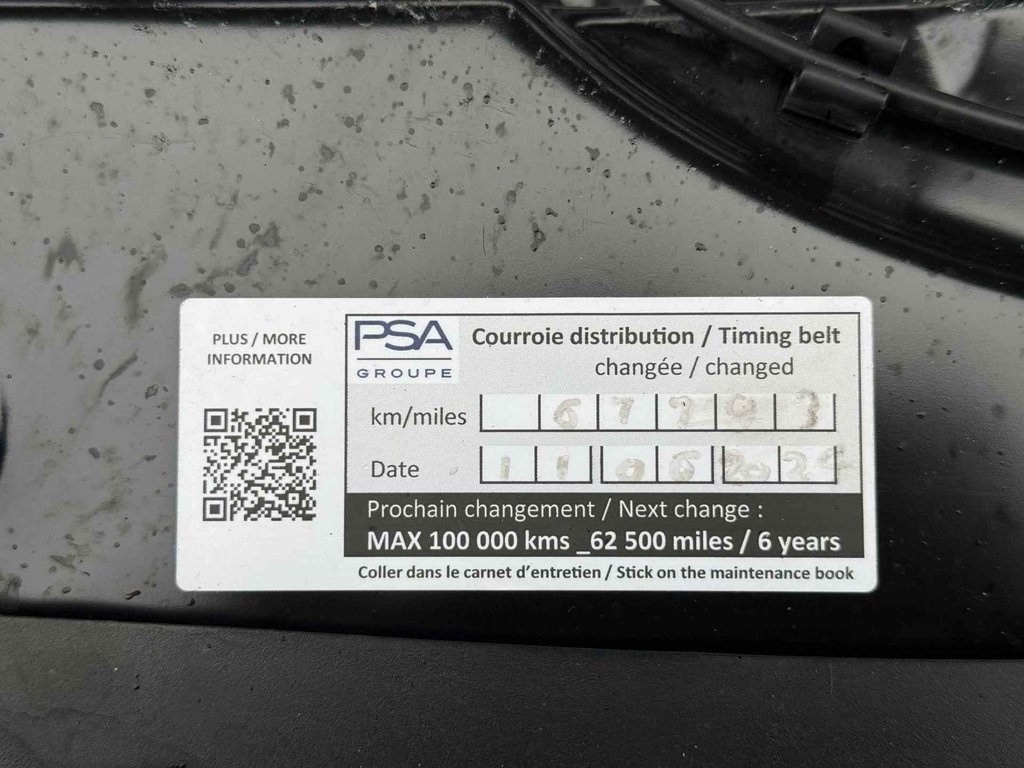 PLUS / MORE
INFORMATION
PSA
GROUPE
Courroie distribution / Timing belt
changée / changed
km/miles
Date 11 06
Prochain changement / Next change :
MAX 100 000 kms _62 500 miles / 6 years
Coller dans le carnet d'entretien / Stick on the maintenance book